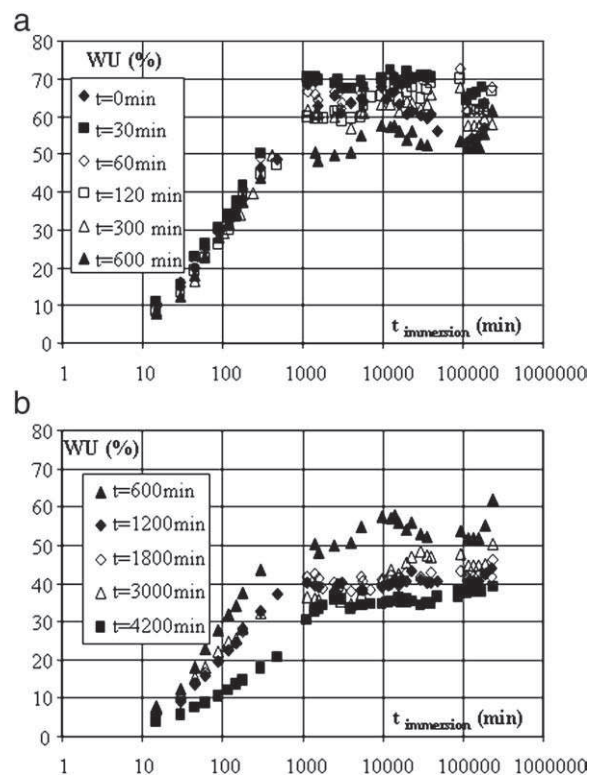 a
80
WU (%)
70
t=0min
60
t=30min
50
t=60min
40
t=120 min
30
t=300 min
20
t=600 min
10
t immersion (min)
0
1 10 100 1000 10000 100000 1000000
b
80
WU (%)
70
t=600min
60
t=1200min
50
t=1800min
40
t=3000min
30
t=4200min
20
10
t immersion (min)
0
1 10 100 1000 10000 100000 1000000